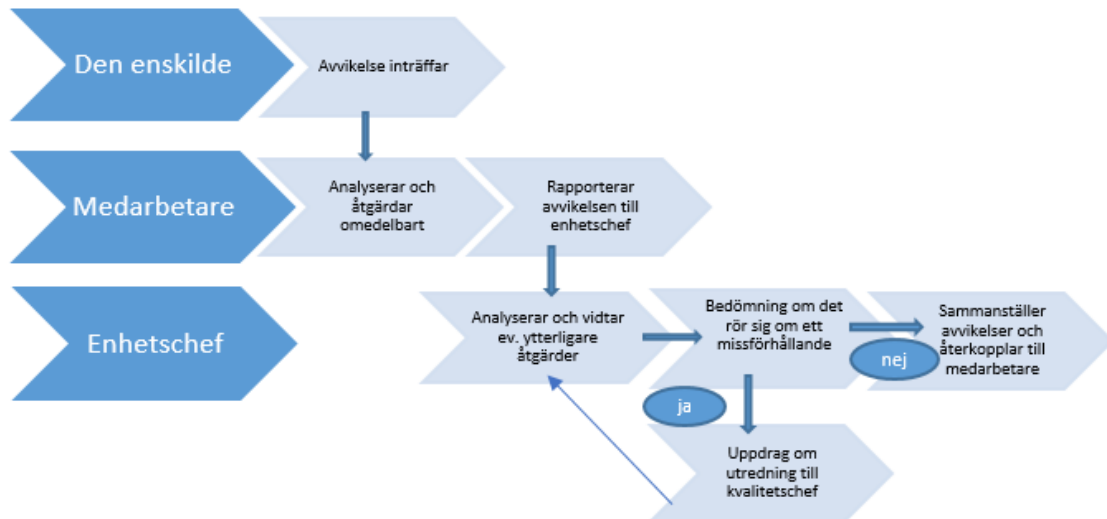 Den enskilde
Avvikelse inträffar
Medarbetare
Analyserar och
åtgärdar
omedelbart
Rapporterar
avvikelsen till
enhetschef
Enhetschef
Analyserar och vidtar
ev. ytterligare
åtgärder
Bedömning om det
rör sig om ett
missförhållande
Sammanställer
avvikelser och
återkopplar till
medarbetare
nej
ja
Uppdrag om
utredning till
kvalitetschef